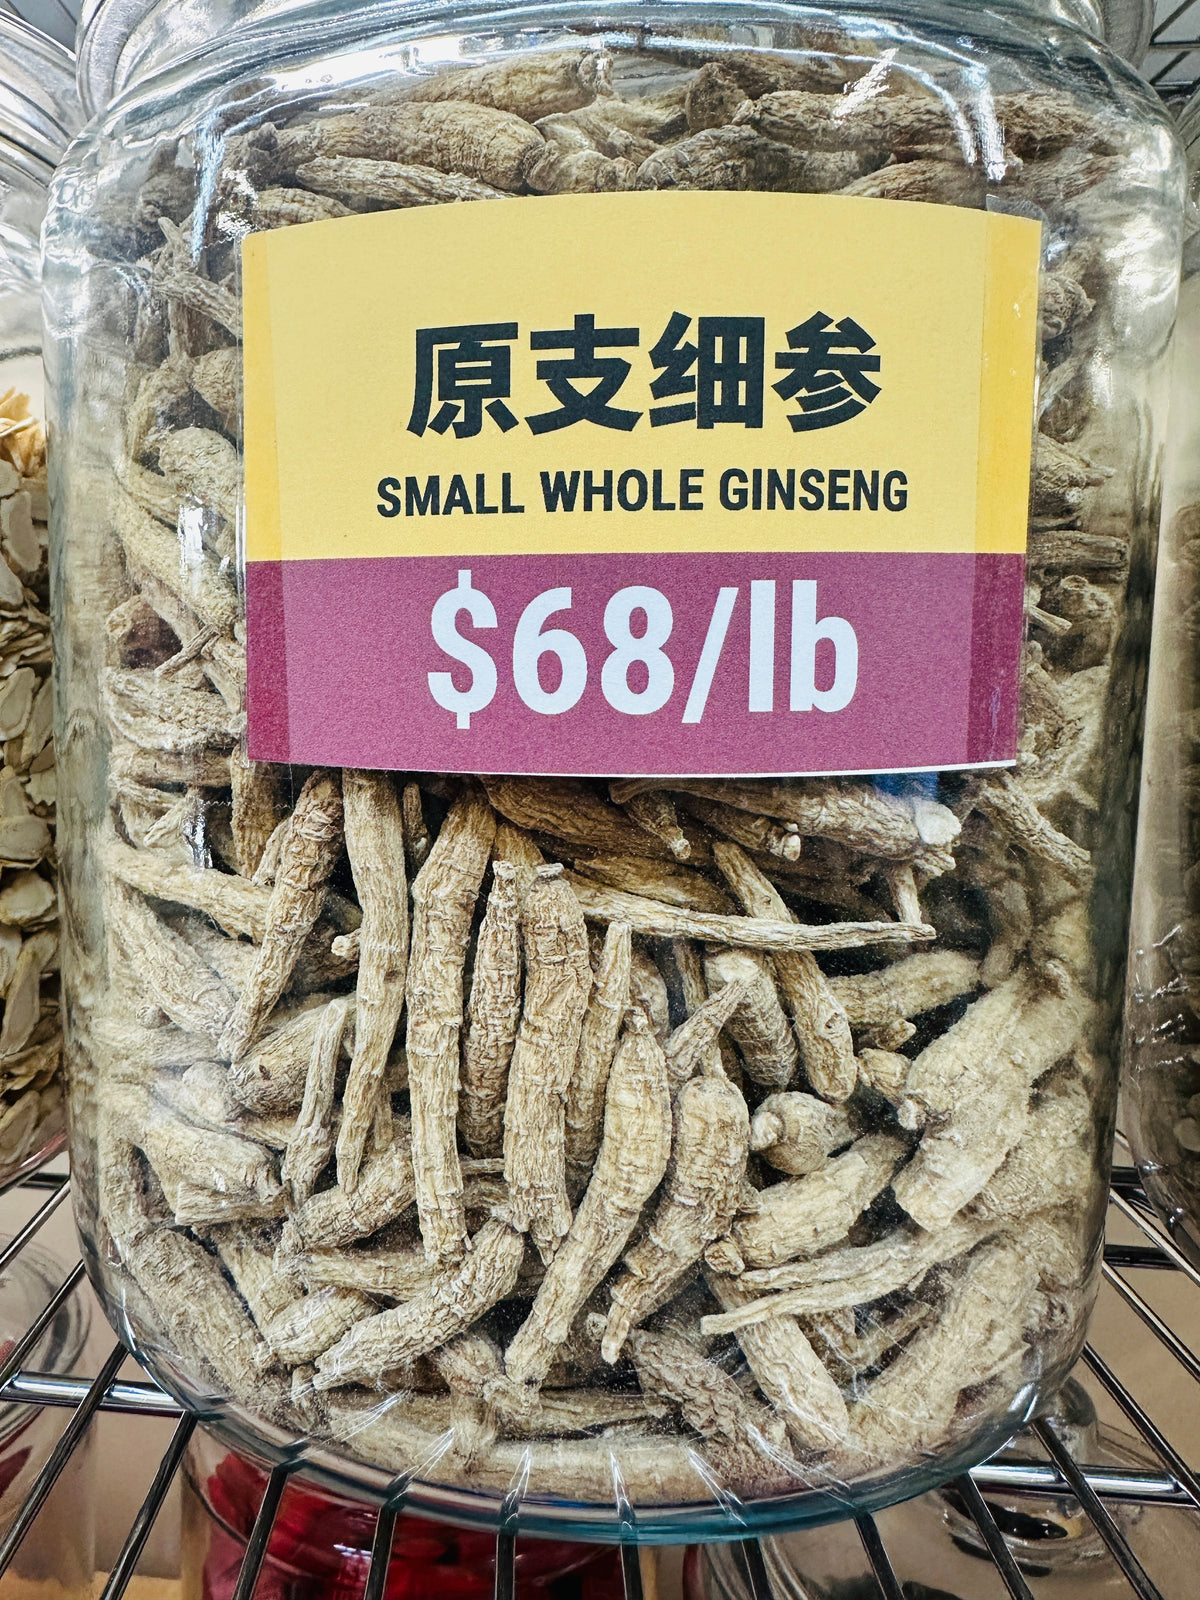 原支细参
SMALL WHOLE GINSENG
$68/lb